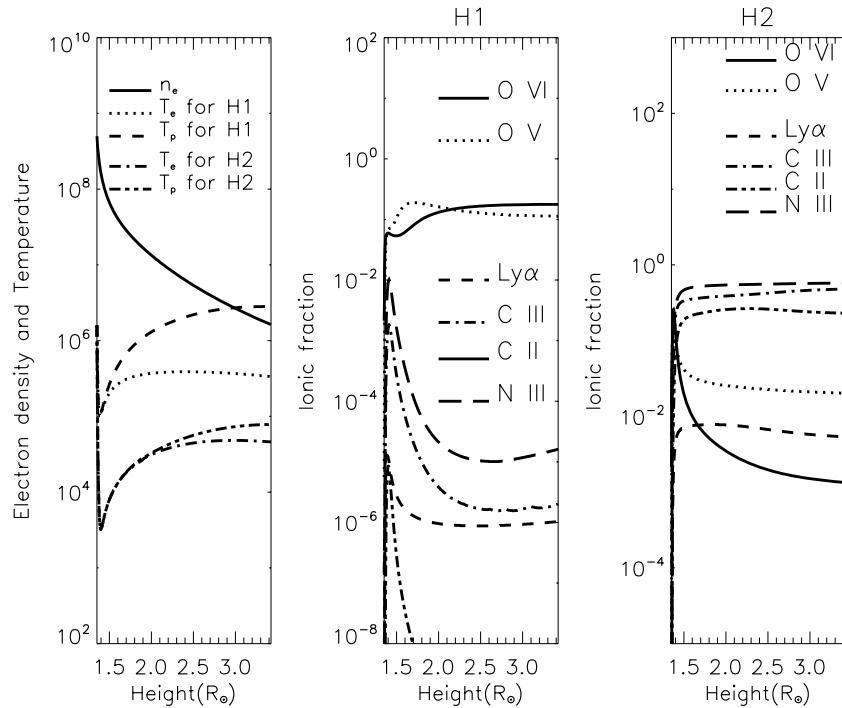 H1
H2
10^10
10^8
10^6
10^4
10^2
Electron density and Temperature
n_e
T_e for H1
T_p for H1
T_e for H2
T_p for H2
1.5 2.0 2.5 3.0
Height(R_⊙)
10^2
10^0
10^-2
10^-4
10^-6
10^-8
Ionic fraction
O VI
O V
Lyα
C III
C II
N III
1.5 2.0 2.5 3.0
Height(R_⊙)
10^2
10^0
10^-2
10^-4
Ionic fraction
O VI
O V
Lyα
C III
C II
N III
1.5 2.0 2.5 3.0
Height(R_⊙)